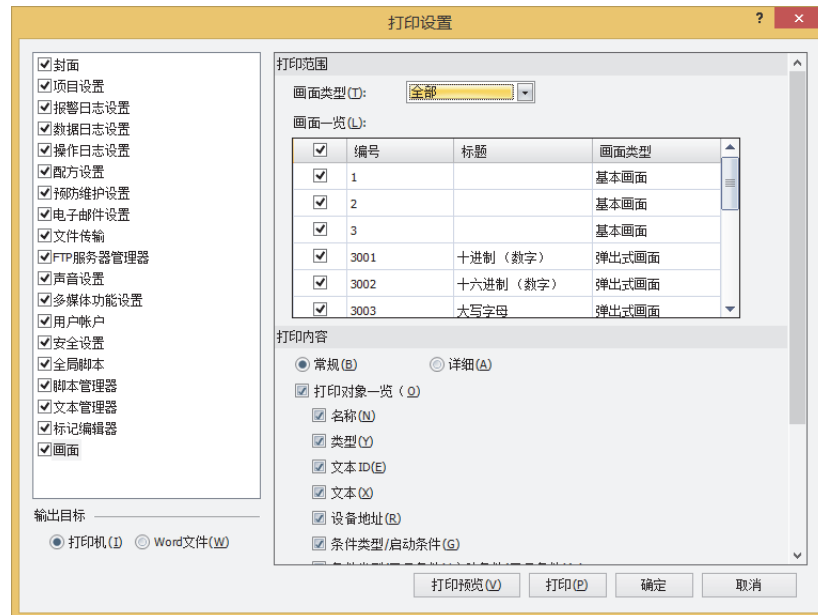 打印设置
?
×
封面
项目设置
报警日志设置
数据日志设置
操作日志设置
配方设置
预防维护设置
电子邮件设置
文件传输
FTP服务器管理器
声音设置
多媒体功能设置
用户帐户
安全设置
全局脚本
脚本管理器
文本管理器
标记编辑器
画面
输出目标
打印机(I) Word文件(W)
打印范围
画面类型(T): 全部
画面一览(L):
编号 标题 画面类型
1 基本画面
2 基本画面
3 基本画面
3001 十进制（数字） 弹出式画面
3002 十六进制（数字） 弹出式画面
3003 大写字母 弹出式画面
打印内容
常规(B) 详细(A)
打印对象一览（O)
名称(N)
类型(Y)
文本ID(E)
文本(X)
设备地址(R)
条件类型/启动条件(G)
打印预览(V) 打印(P) 确定 取消